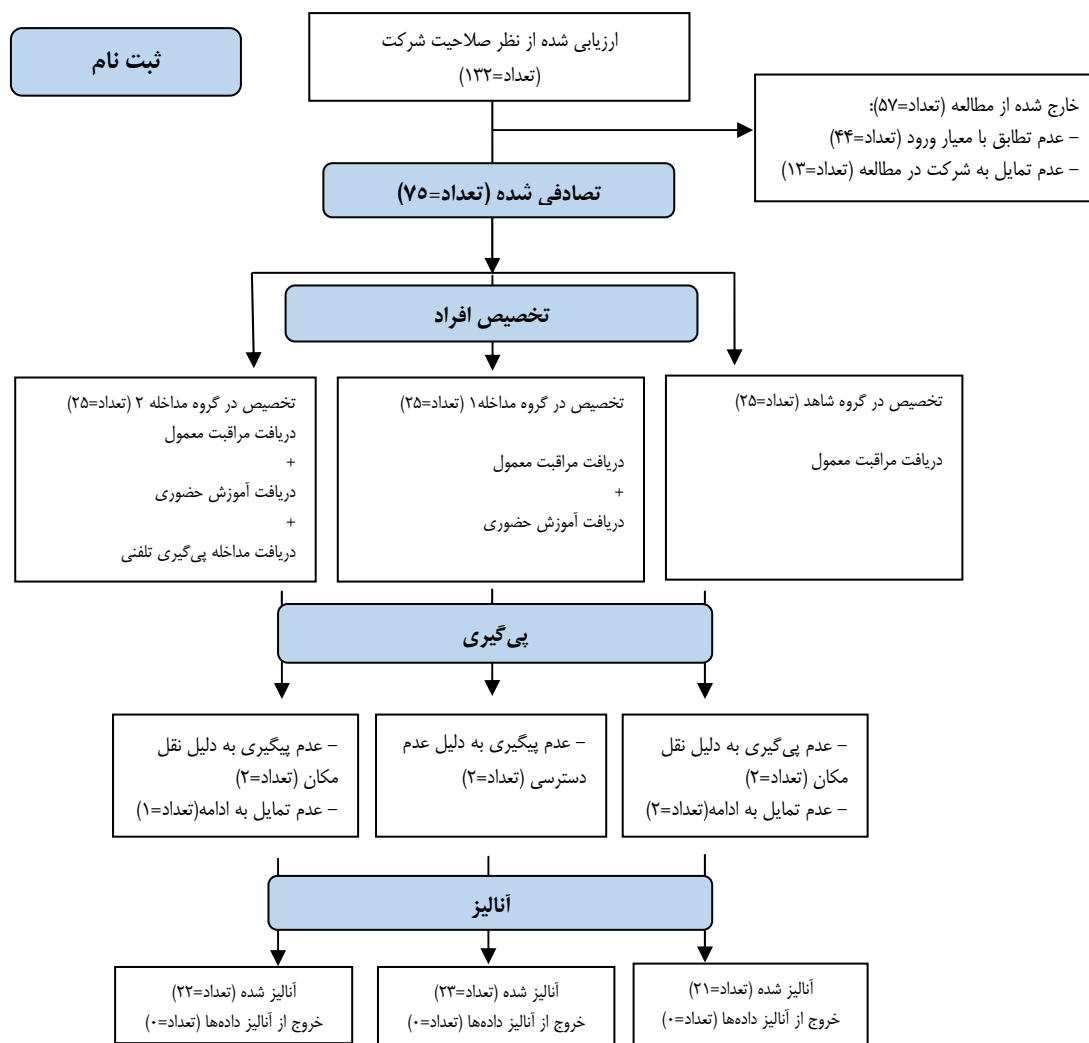 ثبت نام
ارزیابی شده از نظر صلاحیت شرکت
(تعداد=۱۳۲)
خارج شده از مطالعه (تعداد=۵۷):
– عدم تطابق با معیار ورود (تعداد=۴۴)
– عدم تمایل به شرکت در مطالعه (تعداد=۱۳)
تصادفی شده (تعداد=۷۵)
تخصیص افراد
تخصیص در گروه شاهد (تعداد=۲۵)
دریافت مراقبت معمول
تخصیص در گروه مداخله۱ (تعداد=۲۵)
دریافت مراقبت معمول
+
دریافت آموزش حضوری
تخصیص در گروه مداخله ۲ (تعداد=۲۵)
دریافت مراقبت معمول
+
دریافت آموزش حضوری
+
دریافت مداخله پی‌گیری تلفنی
پی‌گیری
– عدم پی‌گیری به دلیل نقل
مکان (تعداد=۲)
– عدم تمایل به ادامه(تعداد=۲)
– عدم پیگیری به دلیل عدم
دسترسی (تعداد=۲)
– عدم پیگیری به دلیل نقل
مکان (تعداد=۲)
– عدم تمایل به ادامه(تعداد=۱)
آنالیز
آنالیز شده (تعداد=۲۱)
خروج از آنالیز داده‌ها (تعداد=۰)
آنالیز شده (تعداد=۲۳)
خروج از آنالیز داده‌ها (تعداد=۰)
آنالیز شده (تعداد=۲۲)
خروج از آنالیز داده‌ها (تعداد=۰)